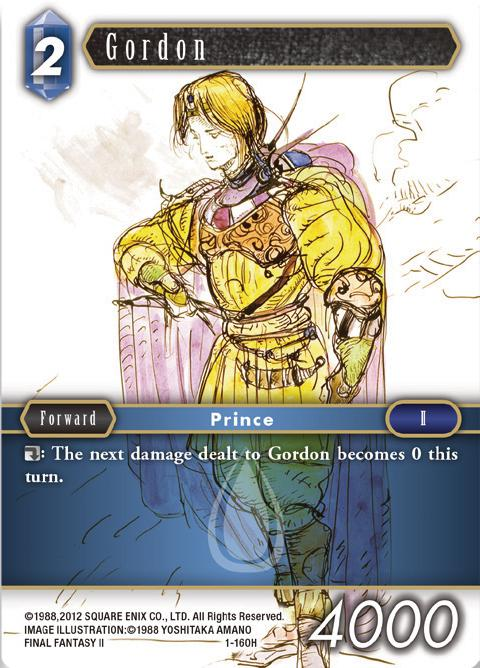 2
Gordon
Forward
Prince
II
: The next damage dealt to Gordon becomes 0 this
turn.
©1988,2012 SQUARE ENIX CO., LTD. All Rights Reserved.
IMAGE ILLUSTRATION:©1988 YOSHITAKA AMANO
FINAL FANTASY II 1-160H
4000